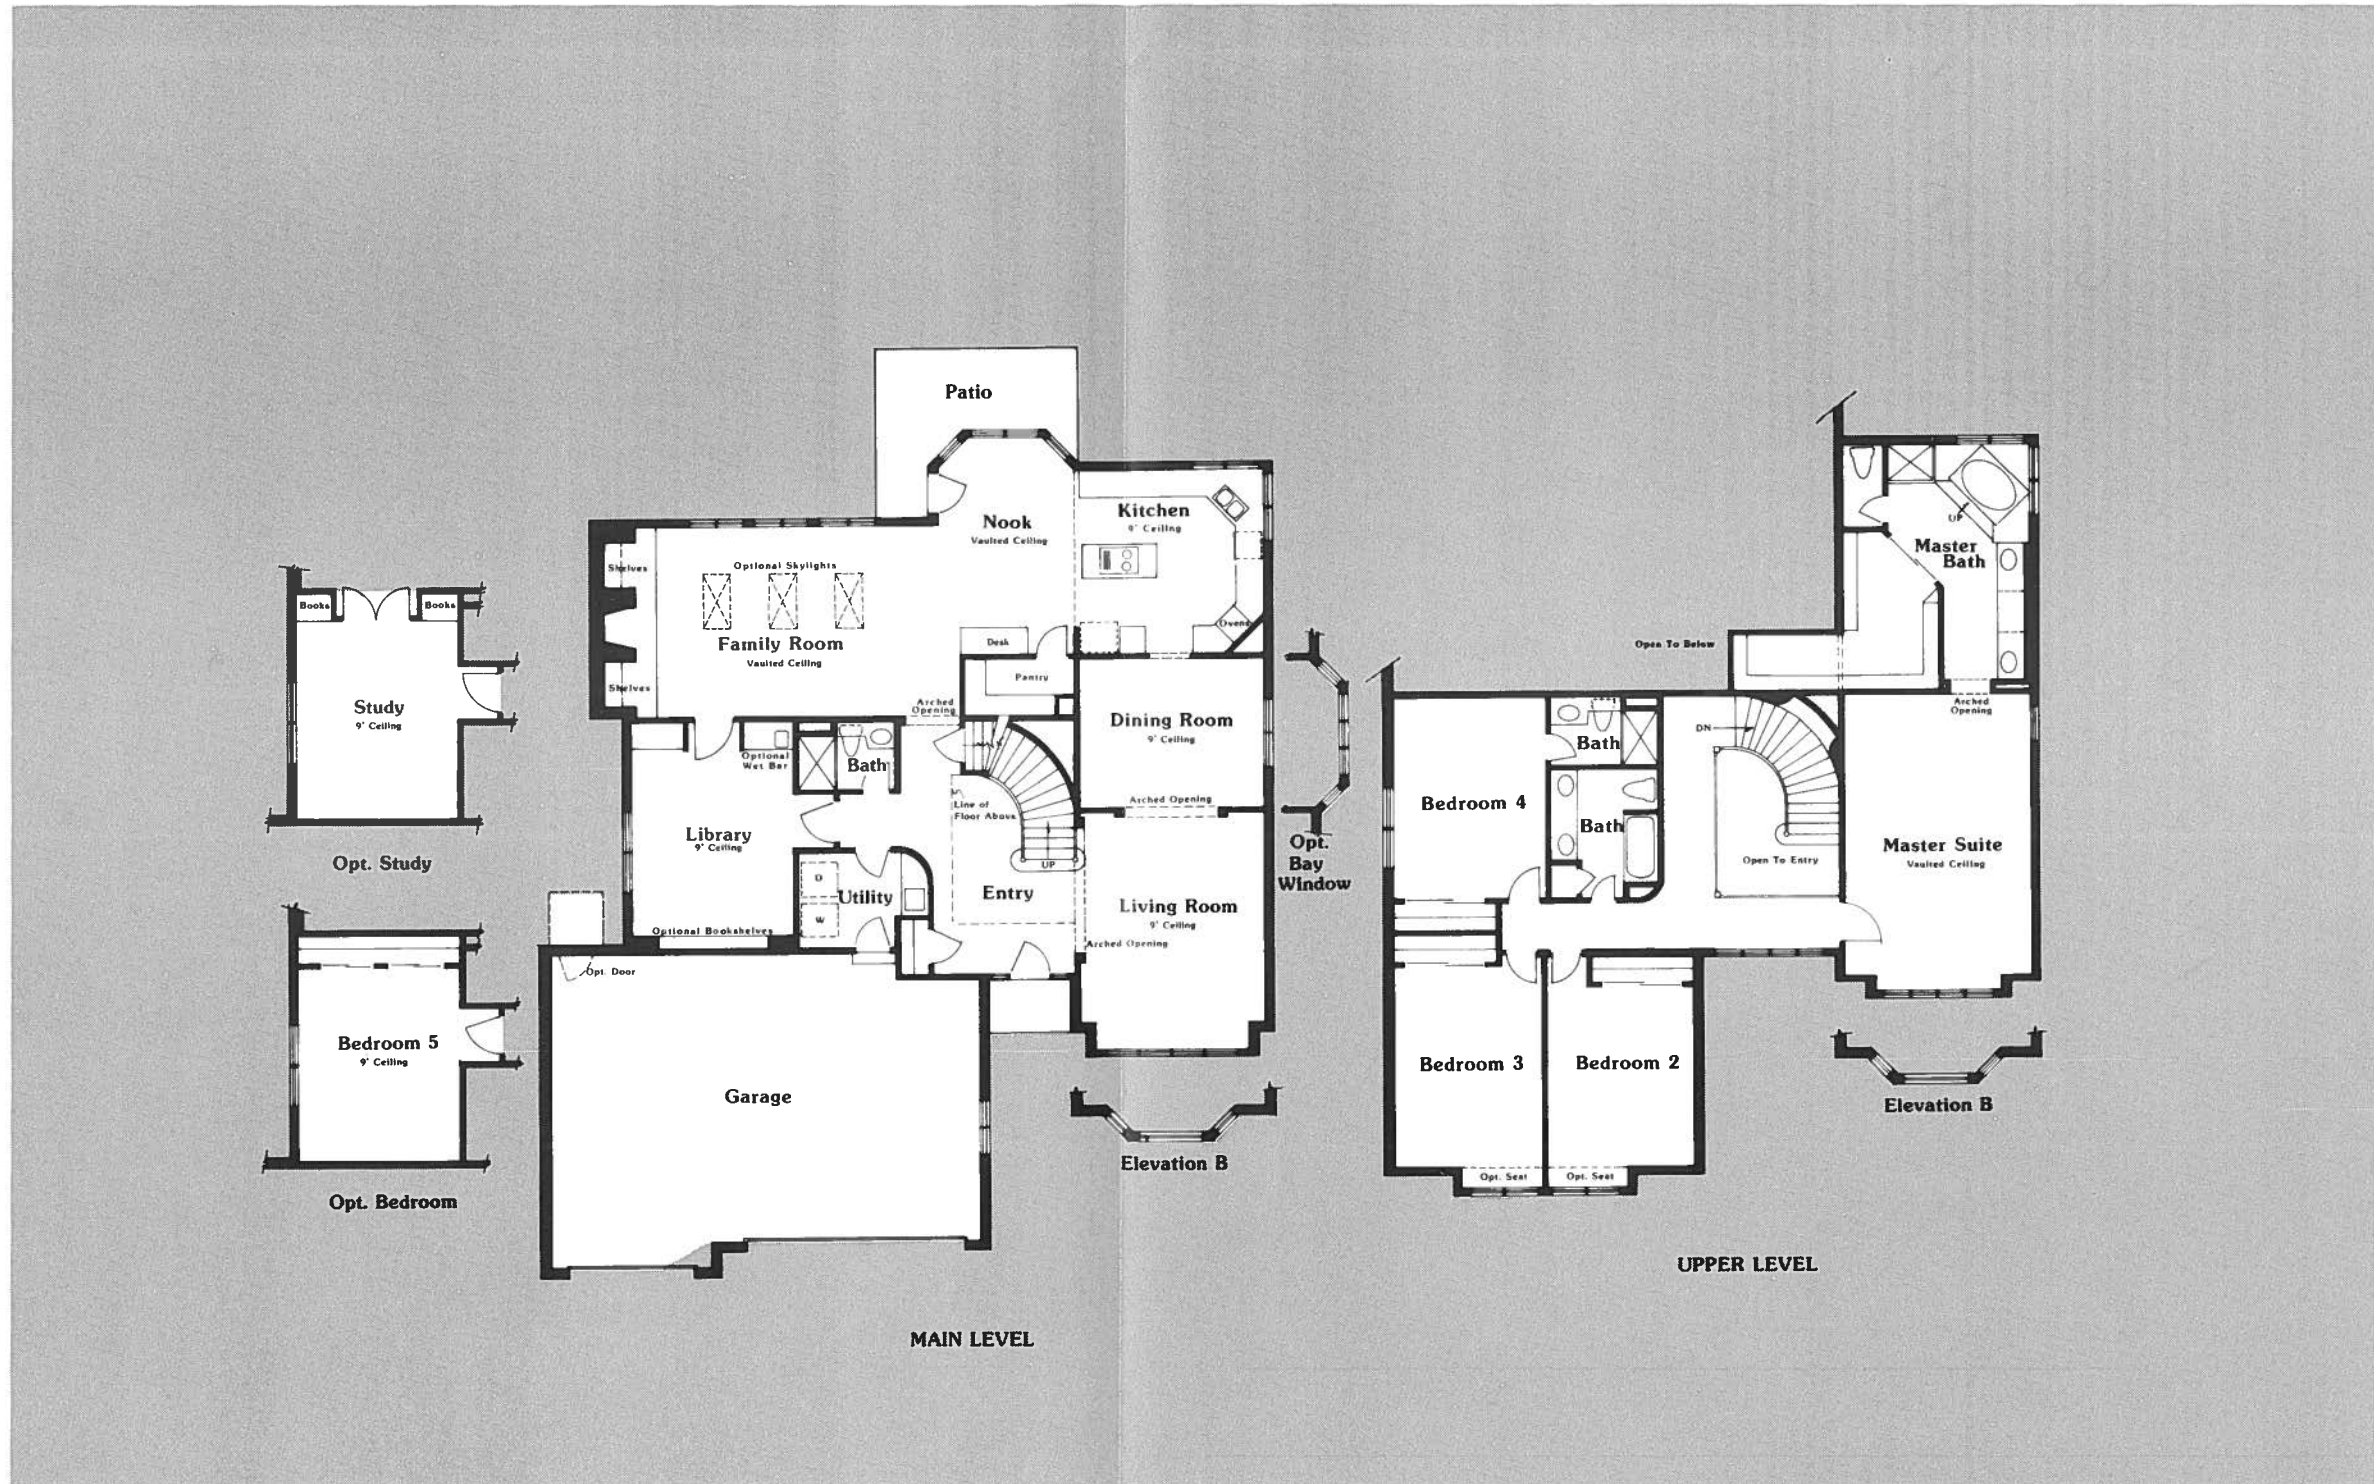 Patio
Nook
Vaulted Ceiling
Kitchen
9' Ceiling
Shelves
Optional Skylights
Family Room
Vaulted Ceiling
Shelves
Desk
Ovens
Pantry
Arched
Opening
Dining Room
9' Ceiling
Arched Opening
Optional
Wet Bar
Bath
Line of
Floor Above
Library
9' Ceiling
UP
D
W
Utility
Entry
Living Room
9' Ceiling
Arched Opening
Optional Bookshelves
Opt. Door
Garage
Opt.
Bay
Window
Elevation B
MAIN LEVEL
Books
Books
Study
9' Ceiling
Opt. Study
Bedroom 5
9' Ceiling
Opt. Bedroom
UP
Master
Bath
Open To Below
Arched
Opening
DN
Bath
Bedroom 4
Bath
Open To Entry
Master Suite
Vaulted Ceiling
Bedroom 3
Bedroom 2
Opt. Seat
Opt. Seat
Elevation B
UPPER LEVEL